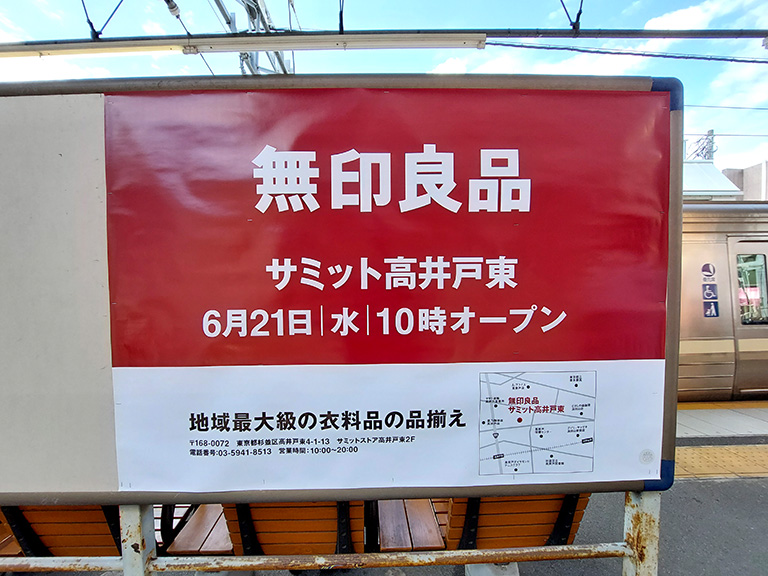 無印良品
サミット高井戸東
6月21日|水|10時オープン
地域最大級の衣料品の品揃え
〒168-0072 東京都杉並区高井戸東4-1-13 サミットストア高井戸東2F
電話番号:03-5941-8513 営業時間:10:00〜20:00
無印良品
サミット高井戸東